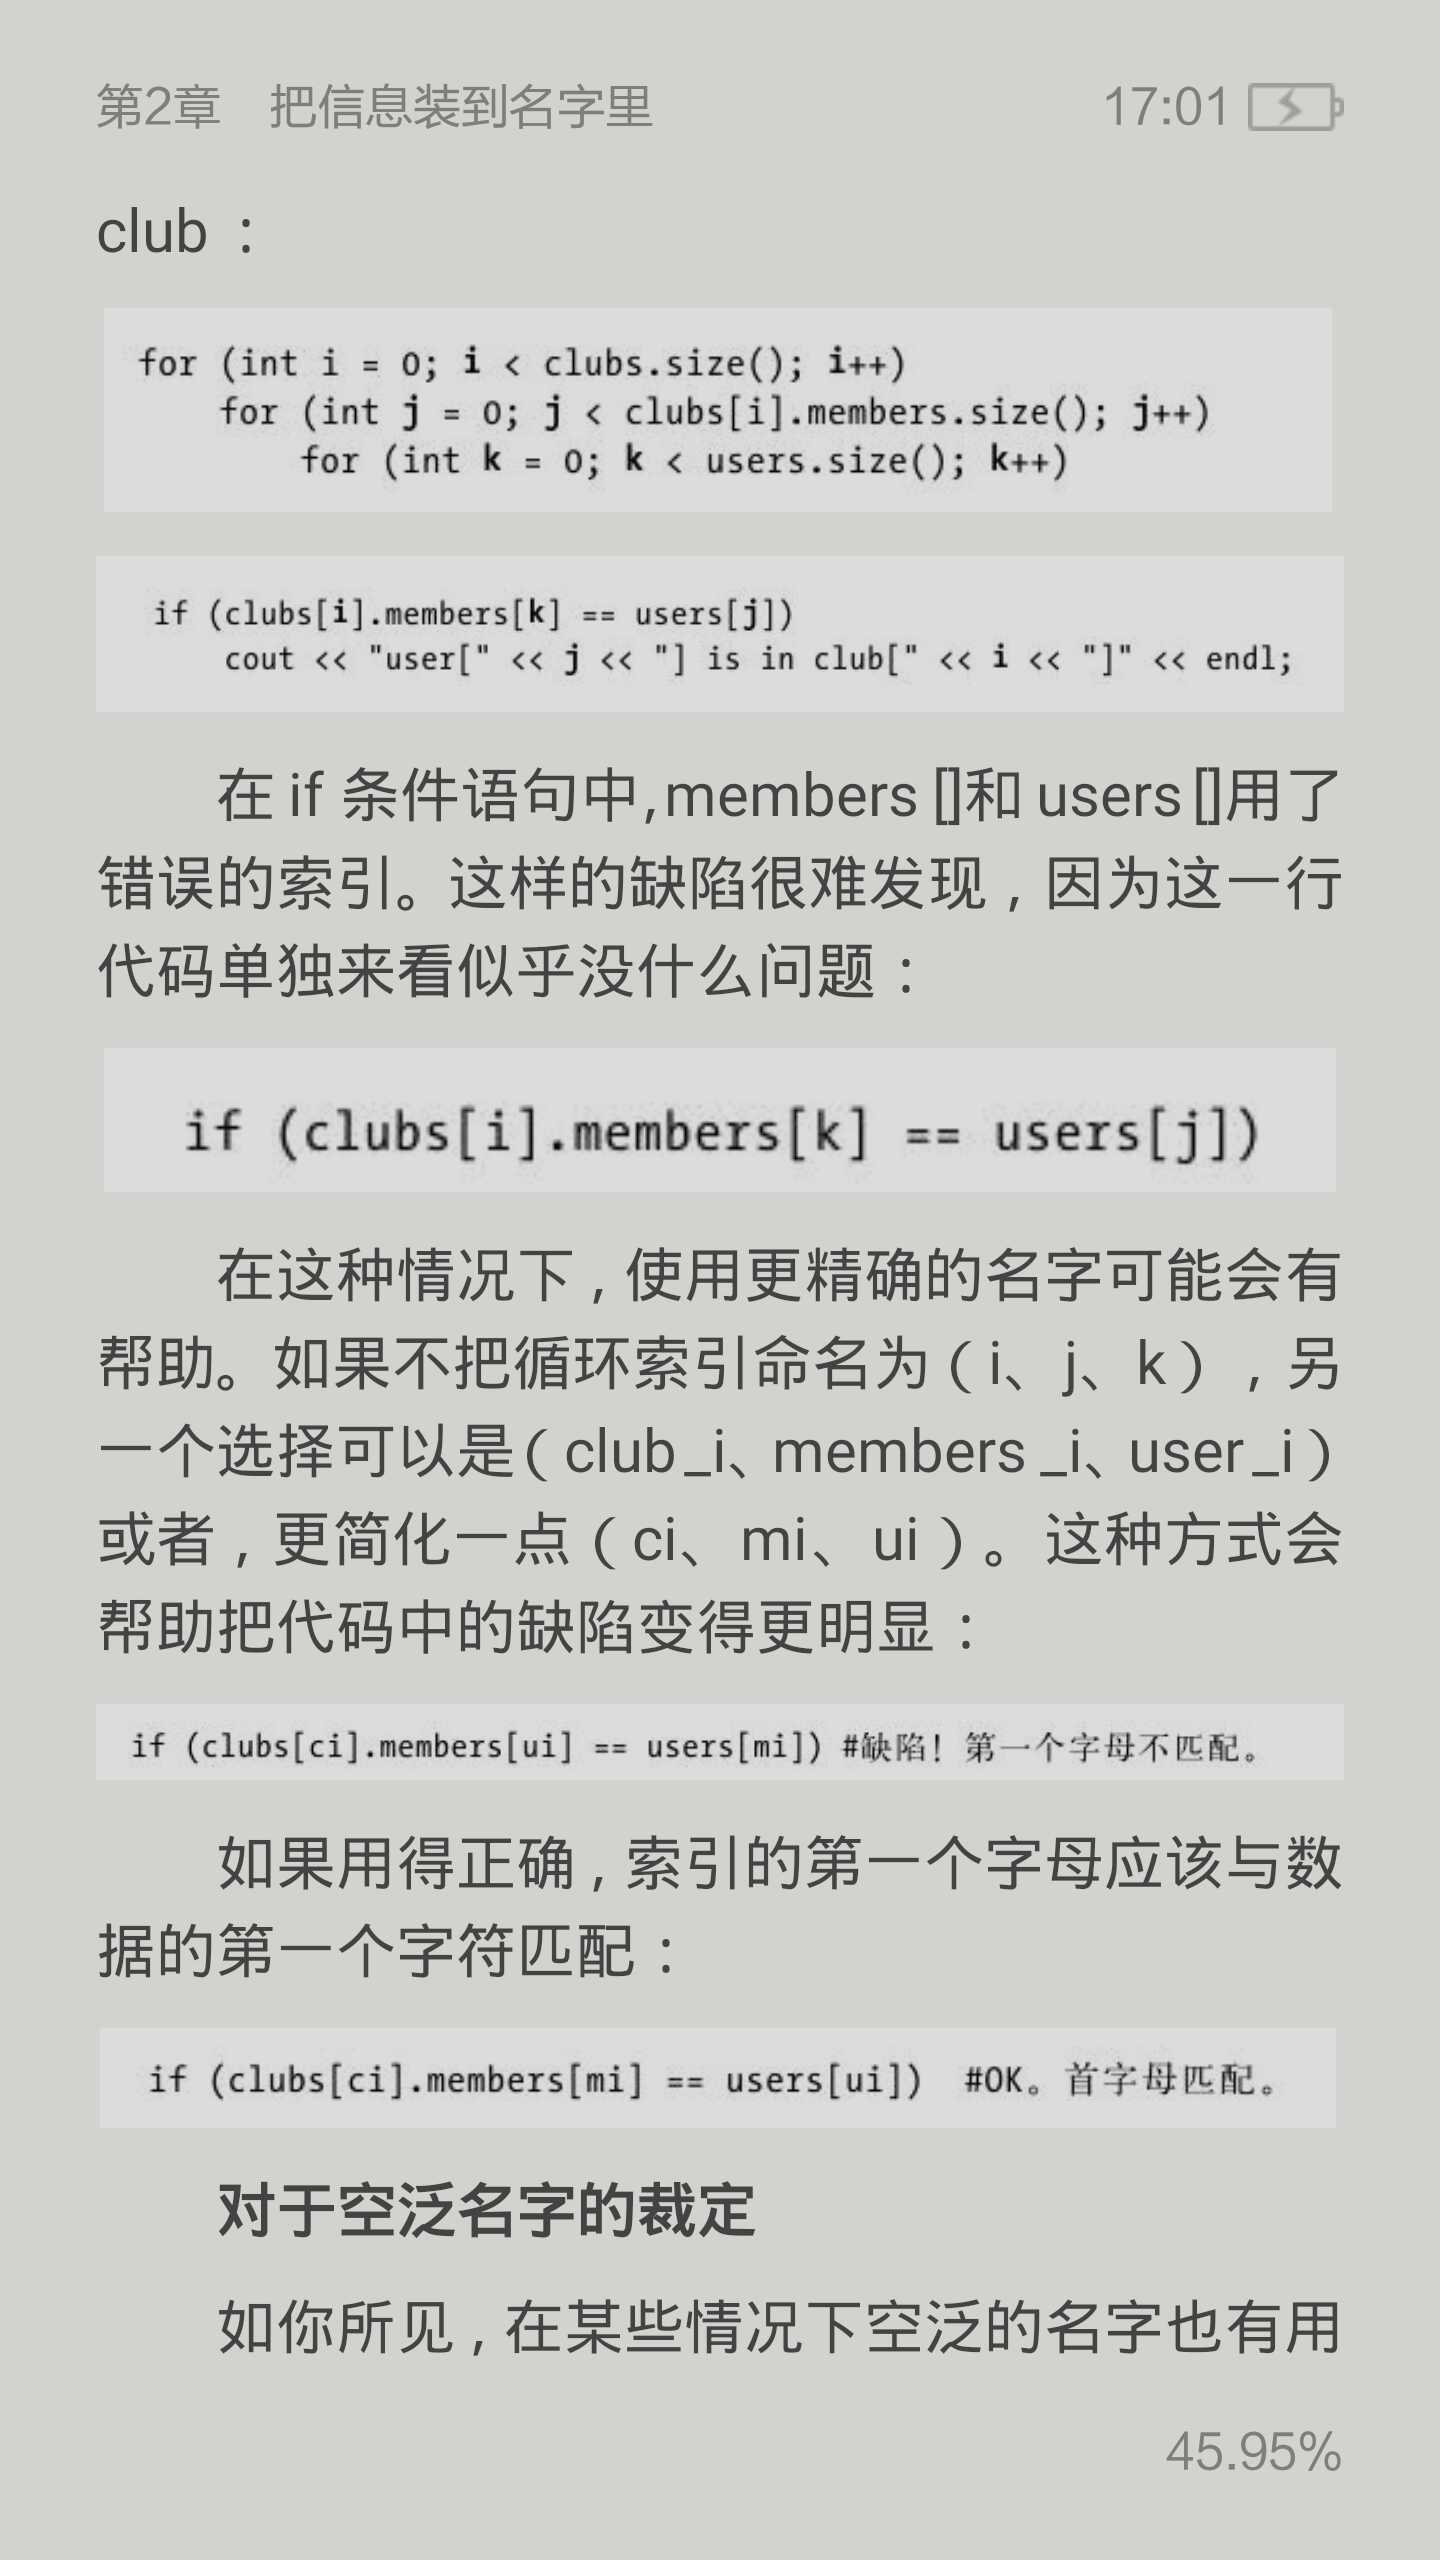 第2章　把信息装到名字里 17:01
club：
for (int i = 0; i < clubs.size(); i++)
    for (int j = 0; j < clubs[i].members.size(); j++)
        for (int k = 0; k < users.size(); k++)
if (clubs[i].members[k] == users[j])
    cout << "user[" << j << "] is in club[" << i << "]" << endl;
在 if 条件语句中,members []和 users []用了
错误的索引。这样的缺陷很难发现，因为这一行
代码单独来看似乎没什么问题：
if (clubs[i].members[k] == users[j])
在这种情况下，使用更精确的名字可能会有
帮助。如果不把循环索引命名为（i、j、k），另
一个选择可以是（club_i、members_i、user_i）
或者，更简化一点（ci、mi、ui）。这种方式会
帮助把代码中的缺陷变得更明显：
if (clubs[ci].members[ui] == users[mi]) #缺陷！第一个字母不匹配。
如果用得正确，索引的第一个字母应该与数
据的第一个字符匹配：
if (clubs[ci].members[mi] == users[ui])  #OK。首字母匹配。
对于空泛名字的裁定
如你所见，在某些情况下空泛的名字也有用
45.95%